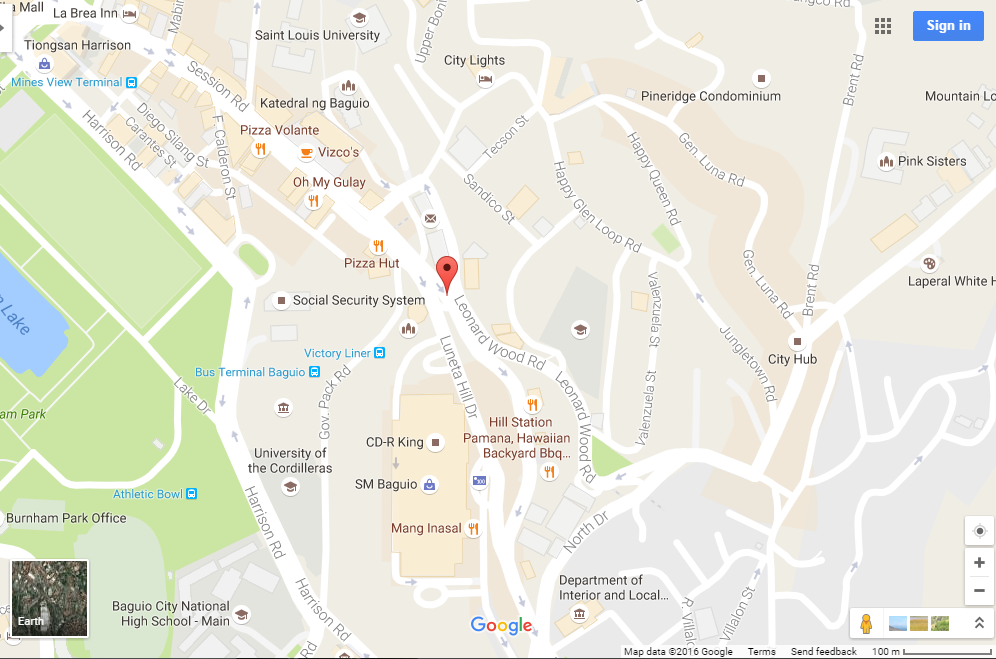 a Mall
La Brea Inn
Mabin
Saint Louis University
Upper Boni
Sign in
Tiongsan Harrison
City Lights
Mines View Terminal
Session Rd
Katedral ng Baguio
Pineridge Condominium
Brent Rd
Mountain Lo
Harrison Rd
Diego Silang St
Carantes St
F. Calderon St
Pizza Volante
Vizco's
Tecson St
Happy Queen Rd
Gen. Luna Rd
Pink Sisters
Oh My Gulay
Sandico St
Happy Glen Loop Rd
Pizza Hut
Gen. Luna Rd
Brent Rd
Laperal White H
Social Security System
Leonard Wood Rd
Valenzuela St
Jungletown Rd
Lake
Victory Liner
Luneta Hill Dr
City Hub
Bus Terminal Baguio
Lake Dr
Gov. Pack Rd
Leonard Wood Rd
Valenzuela St
am Park
Hill Station
Pamana, Hawaiian
Backyard Bbq...
CD-R King
University of
the Cordilleras
SM Baguio
100
Athletic Bowl
Harrison Rd
Burnham Park Office
Mang Inasal
North Dr
Earth
Baguio City National
High School - Main
Harrison Rd
Department of
Interior and Local...
R. Villalo
Villalon St
Google
Map data ©2016 Google
Terms
Send feedback
100 m